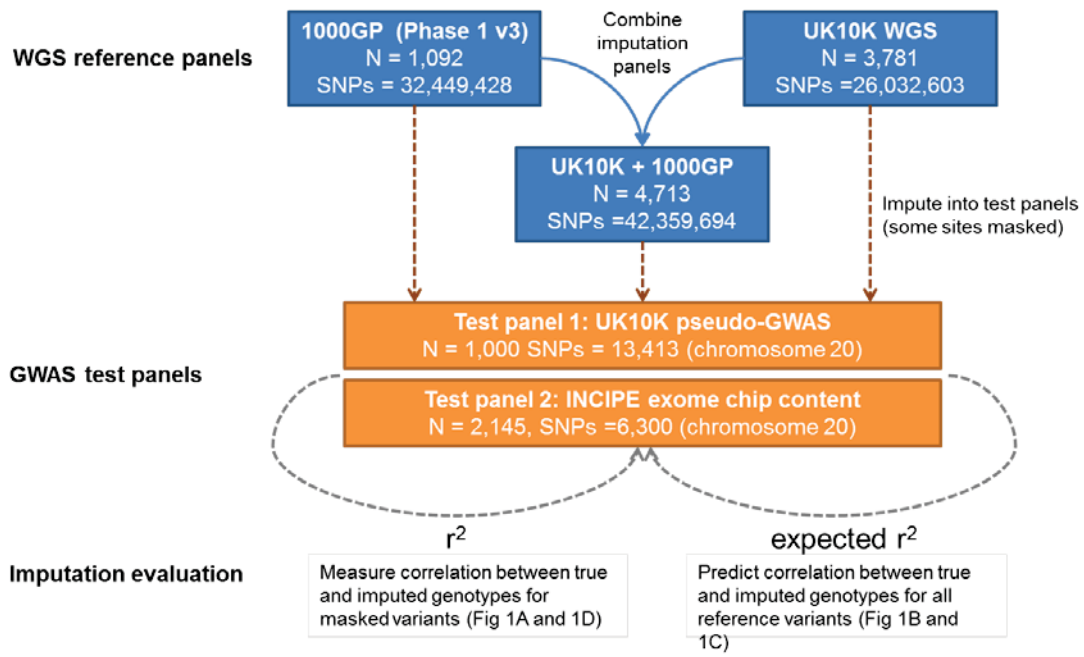 WGS reference panels
1000GP (Phase 1 v3)
N = 1,092
SNPs = 32,449,428
Combine
imputation
panels
UK10K WGS
N = 3,781
SNPs =26,032,603
UK10K + 1000GP
N = 4,713
SNPs =42,359,694
Impute into test panels
(some sites masked)
GWAS test panels
Test panel 1: UK10K pseudo-GWAS
N = 1,000 SNPs = 13,413 (chromosome 20)
Test panel 2: INCIPE exome chip content
N = 2,145, SNPs =6,300 (chromosome 20)
Imputation evaluation
r²
Measure correlation between true
and imputed genotypes for
masked variants (Fig 1A and 1D)
expected r²
Predict correlation between true
and imputed genotypes for all
reference variants (Fig 1B and
1C)